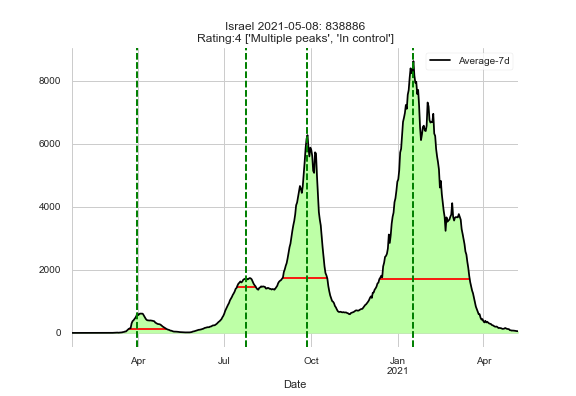 Israel 2021-05-08: 838886
Rating:4 ['Multiple peaks', 'In control']
Average-7d
8000
6000
4000
2000
0
Apr
Jul
Oct
Jan
2021
Apr
Date